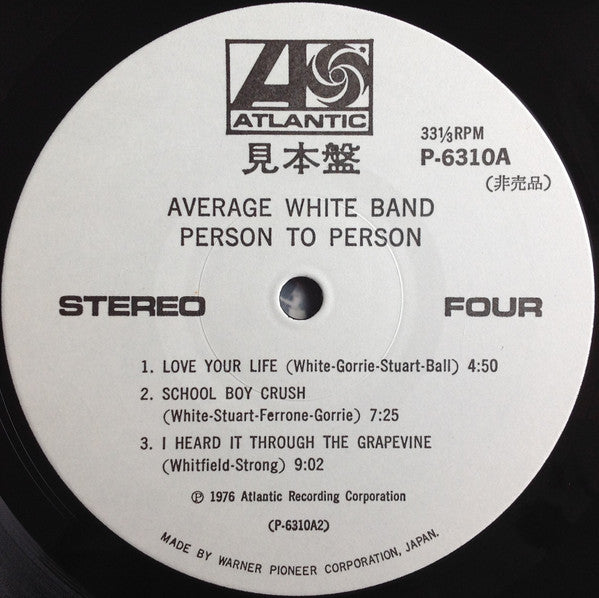 ATLANTIC
見本盤
33⅓RPM
P-6310A
(非売品)
AVERAGE WHITE BAND
PERSON TO PERSON
STEREO
FOUR
1. LOVE YOUR LIFE (White-Gorrie-Stuart-Ball) 4:50
2. SCHOOL BOY CRUSH
(White-Stuart-Ferrone-Gorrie) 7:25
3. I HEARD IT THROUGH THE GRAPEVINE
(Whitfield-Strong) 9:02
℗ 1976 Atlantic Recording Corporation
(P-6310A2)
MADE BY WARNER PIONEER CORPORATION, JAPAN.